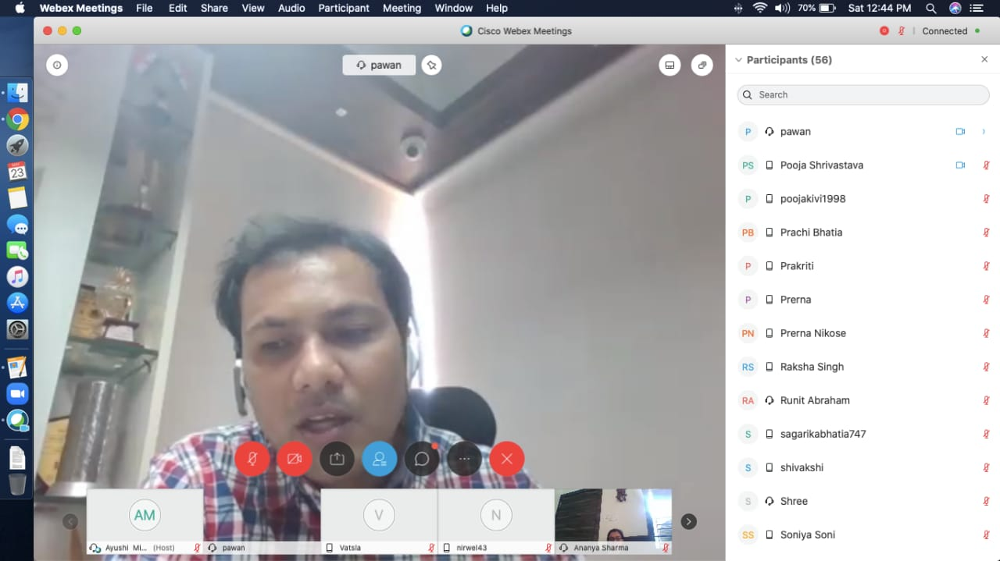 Webex Meetings File Edit Share View Audio Participant Meeting Window Help 70% Sat 12:44 PM
Cisco Webex Meetings Connected
pawan
Participants (56)
Search
MAY
23
P pawan
PS Pooja Shrivastava
P poojakivi1998
PB Prachi Bhatia
P Prakriti
P Prerna
PN Prerna Nikose
RS Raksha Singh
RA Runit Abraham
S sagarikabhatia747
S shivakshi
S Shree
SS Soniya Soni
AM V N
Ayushi Mi... (Host) pawan Vatsla nirwel43 Ananya Sharma